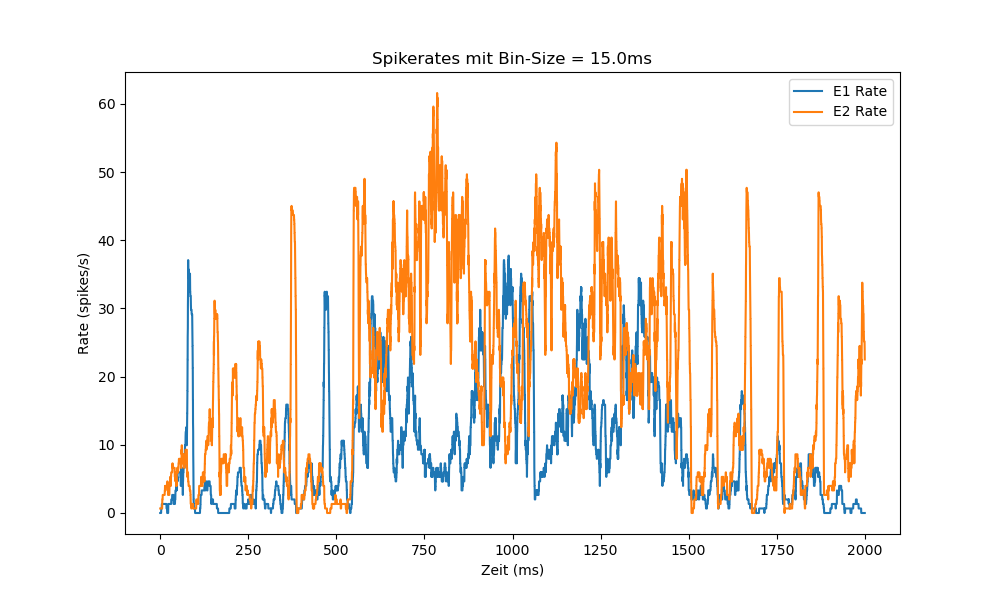 Spikerates mit Bin-Size = 15.0ms
E1 Rate
E2 Rate
Rate (spikes/s)
60
50
40
30
20
10
0
0 250 500 750 1000 1250 1500 1750 2000
Zeit (ms)